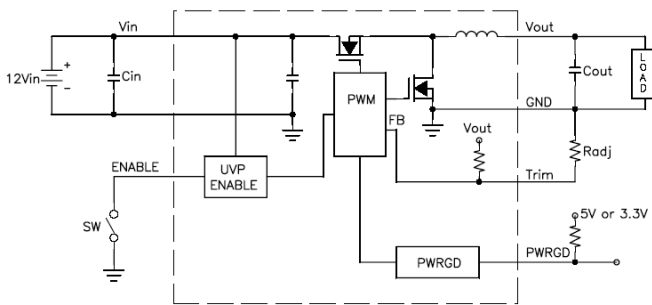 Vin
Vout
12Vin
+
-
Cin
PWM
FB
Cout
LOAD
GND
Vout
Radj
ENABLE
UVP
ENABLE
Trim
SW
5V or 3.3V
PWRGD
PWRGD